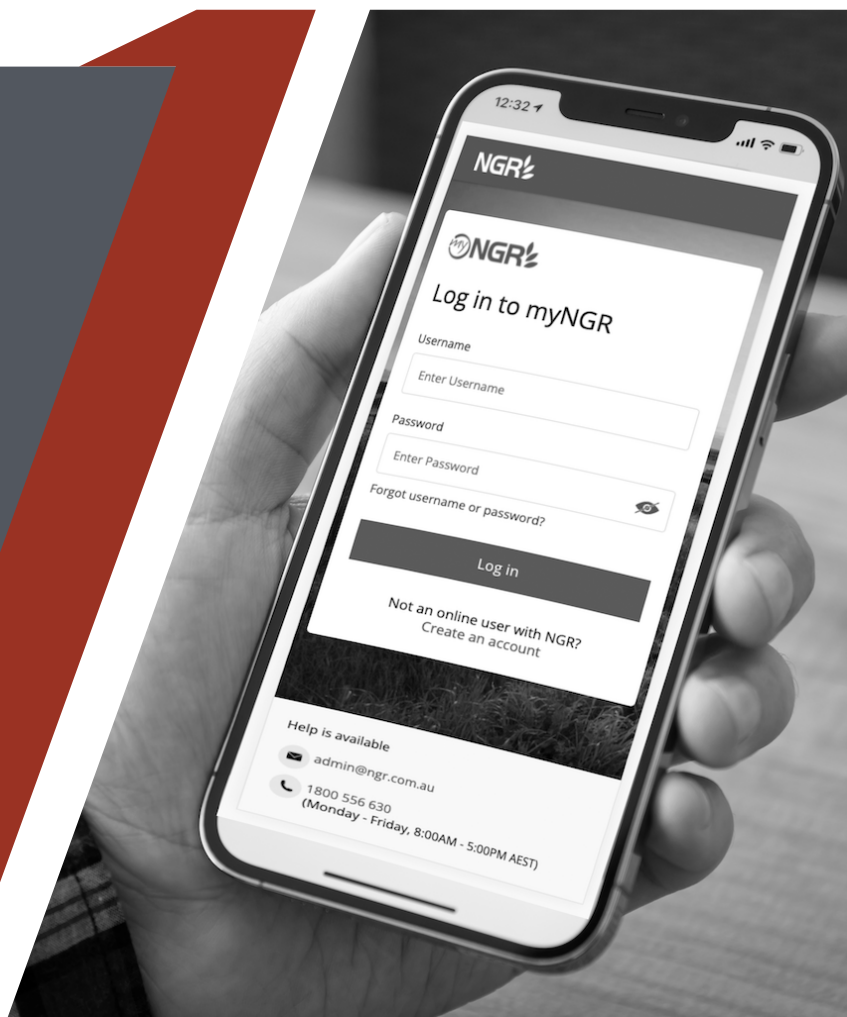 12:32
NGR
my NGR
Log in to myNGR
Username
Enter Username
Password
Enter Password
Forgot username or password?
Log in
Not an online user with NGR?
Create an account
Help is available
admin@ngr.com.au
1800 556 630
(Monday - Friday, 8:00AM - 5:00PM AEST)